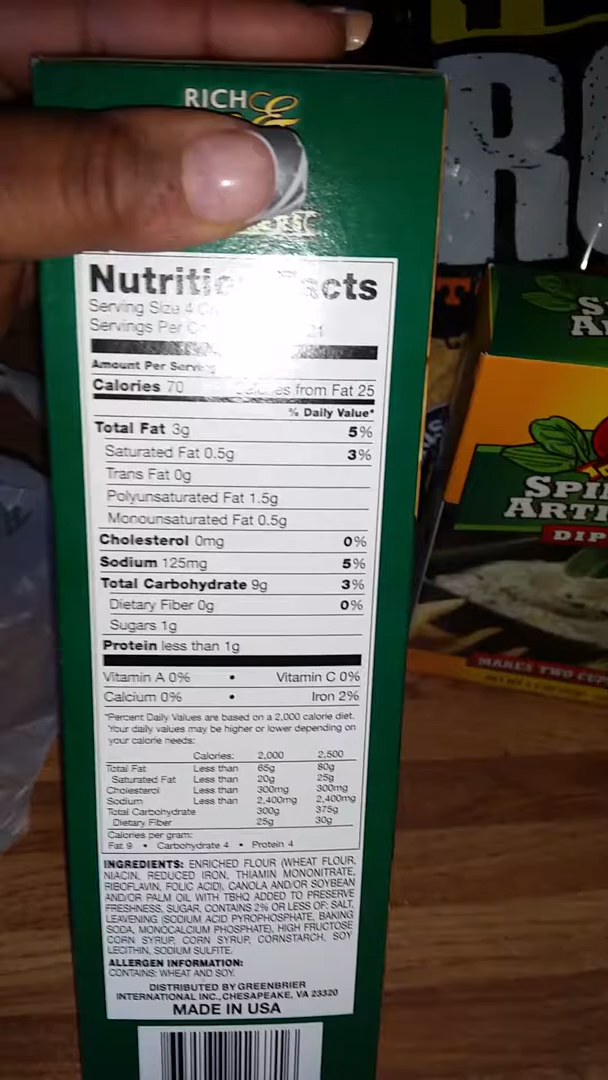 RICH &
Nutrition Facts
Serving Size 4
Servings Per 21
Amount Per Serving
Calories 70 Calories from Fat 25
% Daily Value*
Total Fat 3g 5%
Saturated Fat 0.5g 3%
Trans Fat 0g
Polyunsaturated Fat 1.5g
Monounsaturated Fat 0.5g
Cholesterol 0mg 0%
Sodium 125mg 5%
Total Carbohydrate 9g 3%
Dietary Fiber 0g 0%
Sugars 1g
Protein less than 1g
Vitamin A 0% • Vitamin C 0%
Calcium 0% • Iron 2%
*Percent Daily Values are based on a 2,000 calorie diet.
Your daily values may be higher or lower depending on
your calorie needs:
Calories: 2,000 2,500
Total Fat Less than 65g 80g
Saturated Fat Less than 20g 25g
Cholesterol Less than 300mg 300mg
Sodium Less than 2,400mg 2,400mg
Total Carbohydrate 300g 375g
Dietary Fiber 25g 30g
Calories per gram:
Fat 9 • Carbohydrate 4 • Protein 4
INGREDIENTS: ENRICHED FLOUR (WHEAT FLOUR,
NIACIN, REDUCED IRON, THIAMIN MONONITRATE,
RIBOFLAVIN, FOLIC ACID), CANOLA AND/OR SOYBEAN
AND/OR PALM OIL WITH TBHQ ADDED TO PRESERVE
FRESHNESS, SUGAR, CONTAINS 2% OR LESS OF: SALT,
LEAVENING (SODIUM ACID PYROPHOSPHATE, BAKING
SODA, MONOCALCIUM PHOSPHATE), HIGH FRUCTOSE
CORN SYRUP, CORN SYRUP, CORNSTARCH, SOY
LECITHIN, SODIUM SULFITE.
ALLERGEN INFORMATION:
CONTAINS: WHEAT AND SOY.
DISTRIBUTED BY GREENBRIER
INTERNATIONAL INC., CHESAPEAKE, VA 23320
MADE IN USA
SPI
ARTI
DIP
MAKES TWO CUPS